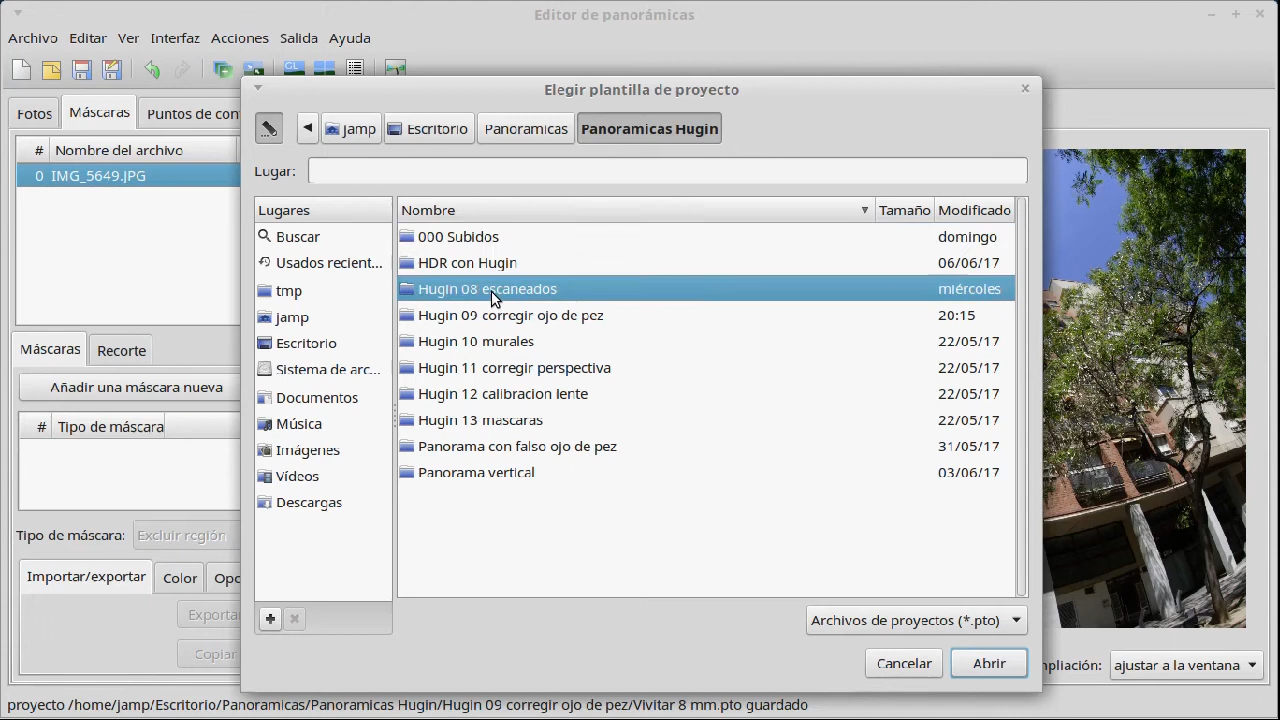 Editor de panorámicas
Archivo Editar Ver Interfaz Acciones Salida Ayuda
GL
Elegir plantilla de proyecto
Fotos Máscaras Puntos de con
jamp Escritorio Panoramicas Panoramicas Hugin
# Nombre del archivo
0 IMG_5649.JPG
Lugar:
Lugares
Buscar
Usados recient...
tmp
jamp
Escritorio
Sistema de arc...
Documentos
Música
Imágenes
Vídeos
Descargas
Nombre Tamaño Modificado
000 Subidos domingo
HDR con Hugin 06/06/17
Hugin 08 escaneados miércoles
Hugin 09 corregir ojo de pez 20:15
Hugin 10 murales 22/05/17
Hugin 11 corregir perspectiva 22/05/17
Hugin 12 calibracion lente 22/05/17
Hugin 13 mascaras 22/05/17
Panorama con falso ojo de pez 31/05/17
Panorama vertical 03/06/17
Máscaras Recorte
Añadir una máscara nueva
# Tipo de máscara
Tipo de máscara: Excluir región
Importar/exportar Color Opc
Exporta
Copiar
Archivos de proyectos (*.pto)
Cancelar Abrir
mpliación: ajustar a la ventana
proyecto /home/jamp/Escritorio/Panoramicas/Panoramicas Hugin/Hugin 09 corregir ojo de pez/Vivitar 8 mm.pto guardado